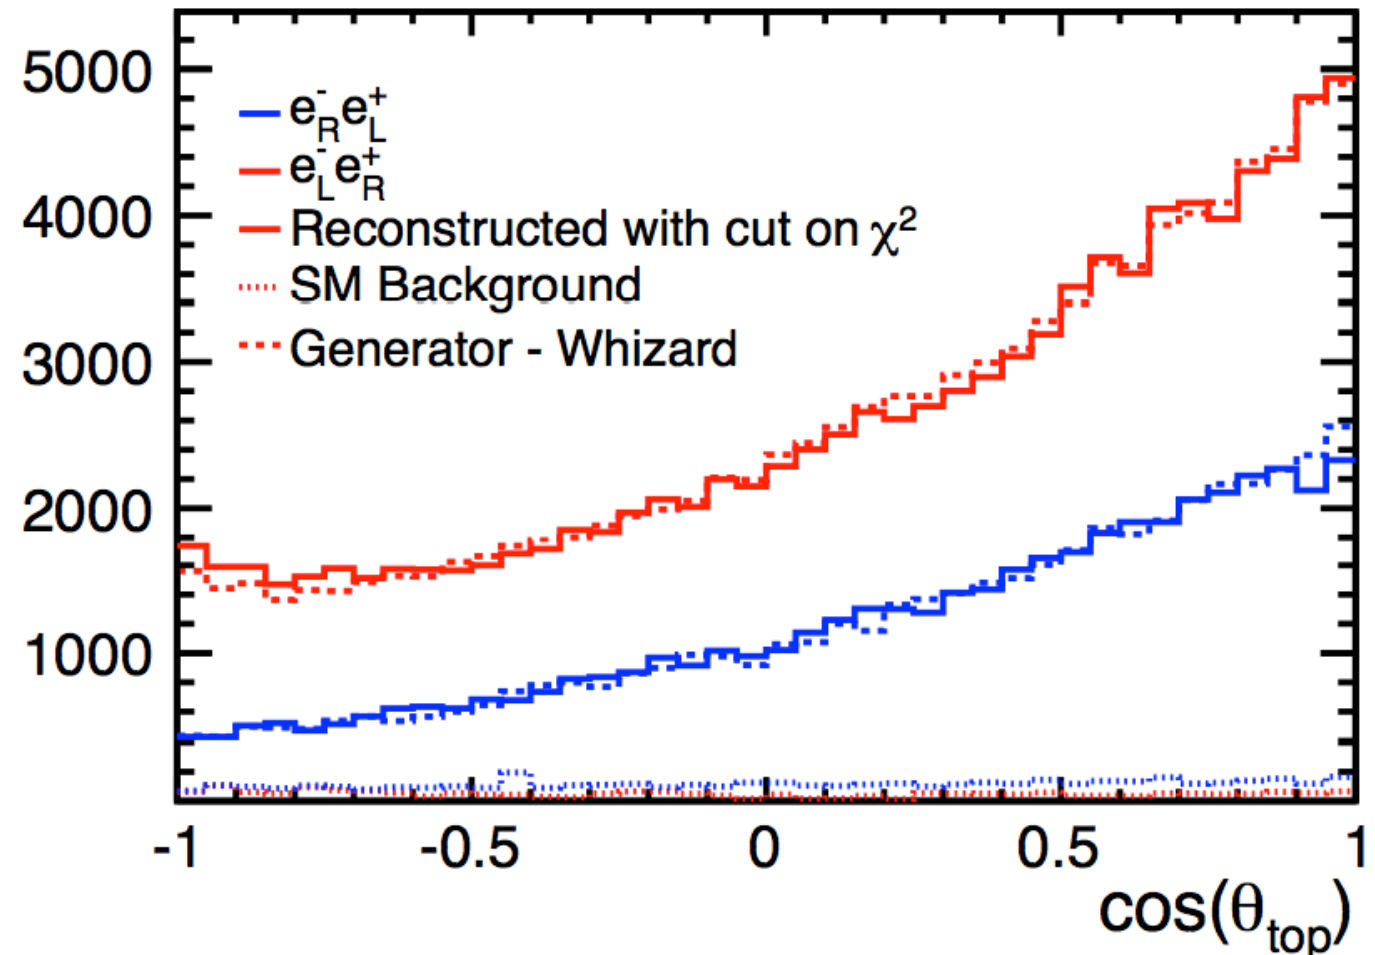 5000
4000
3000
2000
1000
e⁻_R e⁺_L
e⁻_L e⁺_R
Reconstructed with cut on χ²
SM Background
Generator - Whizard
-1 -0.5 0 0.5 1
cos(θ_top)